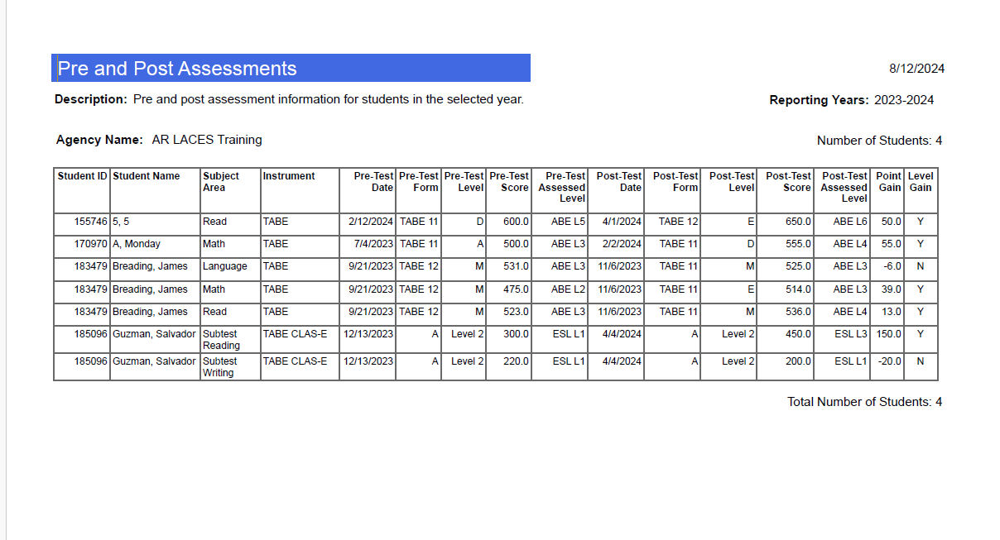 Pre and Post Assessments
8/12/2024
Description: Pre and post assessment information for students in the selected year.
Reporting Years: 2023-2024
Agency Name: AR LACES Training
Number of Students: 4
Student ID Student Name Subject Area Instrument Pre-Test Date Pre-Test Form Pre-Test Level Pre-Test Score Pre-Test Assessed Level Post-Test Date Post-Test Form Post-Test Level Post-Test Score Post-Test Assessed Level Point Gain Level Gain
155746 5, 5 Read TABE 2/12/2024 TABE 11 D 600.0 ABE L5 4/1/2024 TABE 12 E 650.0 ABE L6 50.0 Y
170970 A, Monday Math TABE 7/4/2023 TABE 11 A 500.0 ABE L3 2/2/2024 TABE 11 D 555.0 ABE L4 55.0 Y
183479 Breading, James Language TABE 9/21/2023 TABE 12 M 531.0 ABE L3 11/6/2023 TABE 11 M 525.0 ABE L3 -6.0 N
183479 Breading, James Math TABE 9/21/2023 TABE 12 M 475.0 ABE L2 11/6/2023 TABE 11 E 514.0 ABE L3 39.0 Y
183479 Breading, James Read TABE 9/21/2023 TABE 12 M 523.0 ABE L3 11/6/2023 TABE 11 M 536.0 ABE L4 13.0 Y
185096 Guzman, Salvador Subtest Reading TABE CLAS-E 12/13/2023 A Level 2 300.0 ESL L1 4/4/2024 A Level 2 450.0 ESL L3 150.0 Y
185096 Guzman, Salvador Subtest Writing TABE CLAS-E 12/13/2023 A Level 2 220.0 ESL L1 4/4/2024 A Level 2 200.0 ESL L1 -20.0 N
Total Number of Students: 4